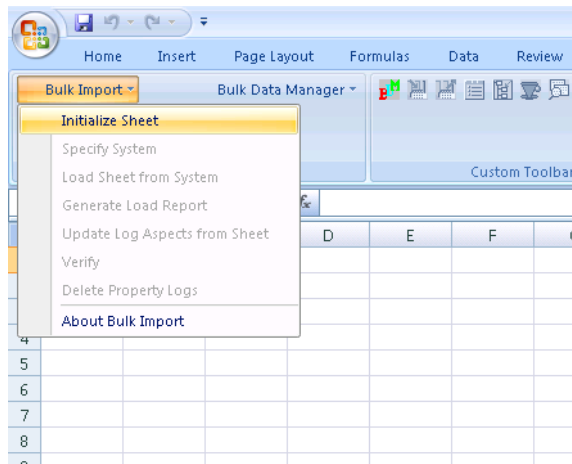 Home Insert Page Layout Formulas Data Review
Bulk Import Bulk Data Manager
Initialize Sheet
Specify System
Load Sheet from System
Custom Toolbar
Generate Load Report
fx
Update Log Aspects from Sheet
D E F
Verify
Delete Property Logs
About Bulk Import
4
5
6
7
8